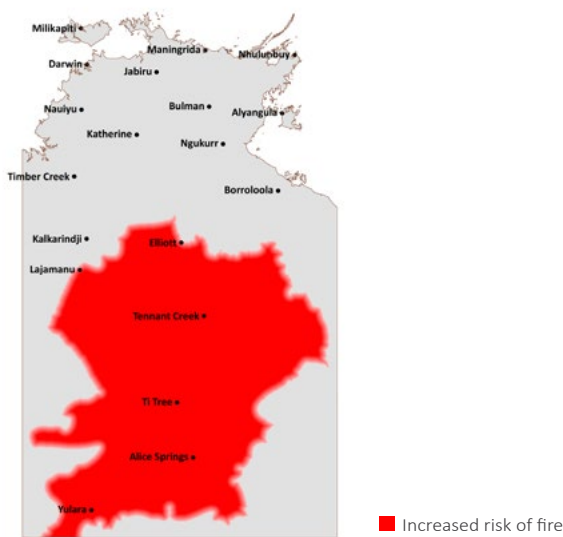 Milikapiti
Maningrida
Nhulunbuy
Darwin
Jabiru
Nauiyu
Bulman
Alyangula
Katherine
Ngukurr
Timber Creek
Borroloola
Kalkarindji
Elliott
Lajamanu
Tennant Creek
Ti Tree
Alice Springs
Yulara
Increased risk of fire